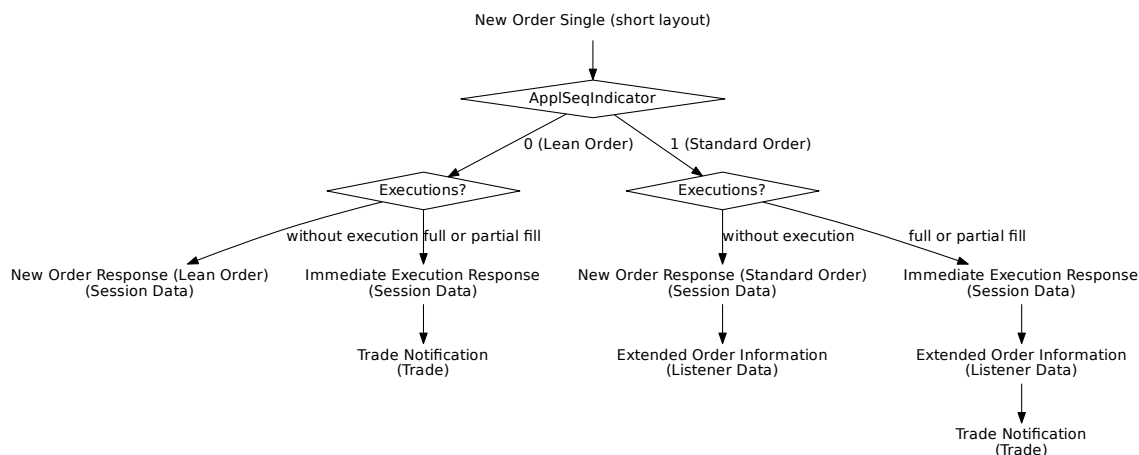 New Order Single (short layout)
ApplSeqIndicator
0 (Lean Order)
1 (Standard Order)
Executions?
Executions?
without execution
full or partial fill
without execution
full or partial fill
New Order Response (Lean Order)
(Session Data)
Immediate Execution Response
(Session Data)
New Order Response (Standard Order)
(Session Data)
Immediate Execution Response
(Session Data)
Trade Notification
(Trade)
Extended Order Information
(Listener Data)
Extended Order Information
(Listener Data)
Trade Notification
(Trade)